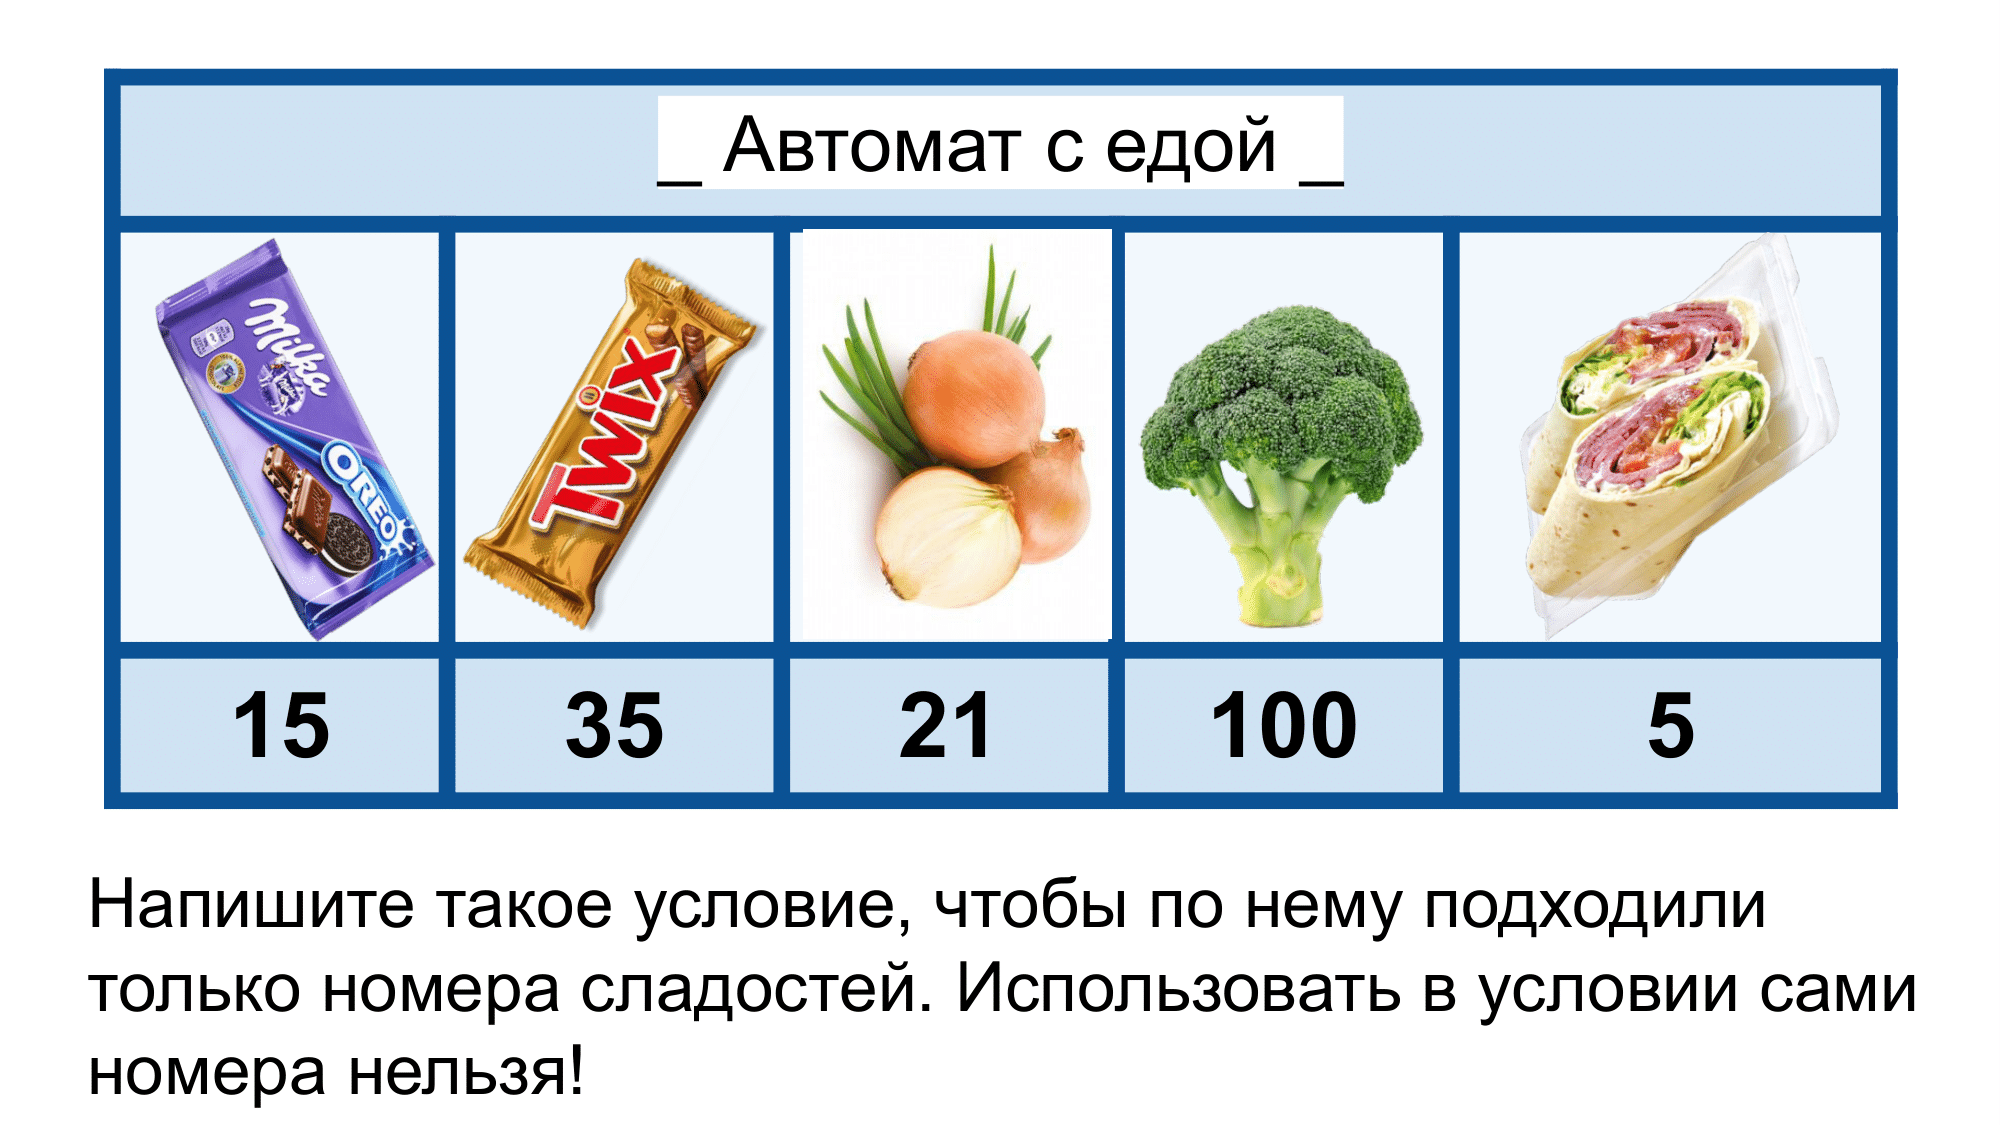 _ Автомат с едой _
Milka
OREO
TWIX
15 35 21 100 5
Напишите такое условие, чтобы по нему подходили
только номера сладостей. Использовать в условии сами
номера нельзя!